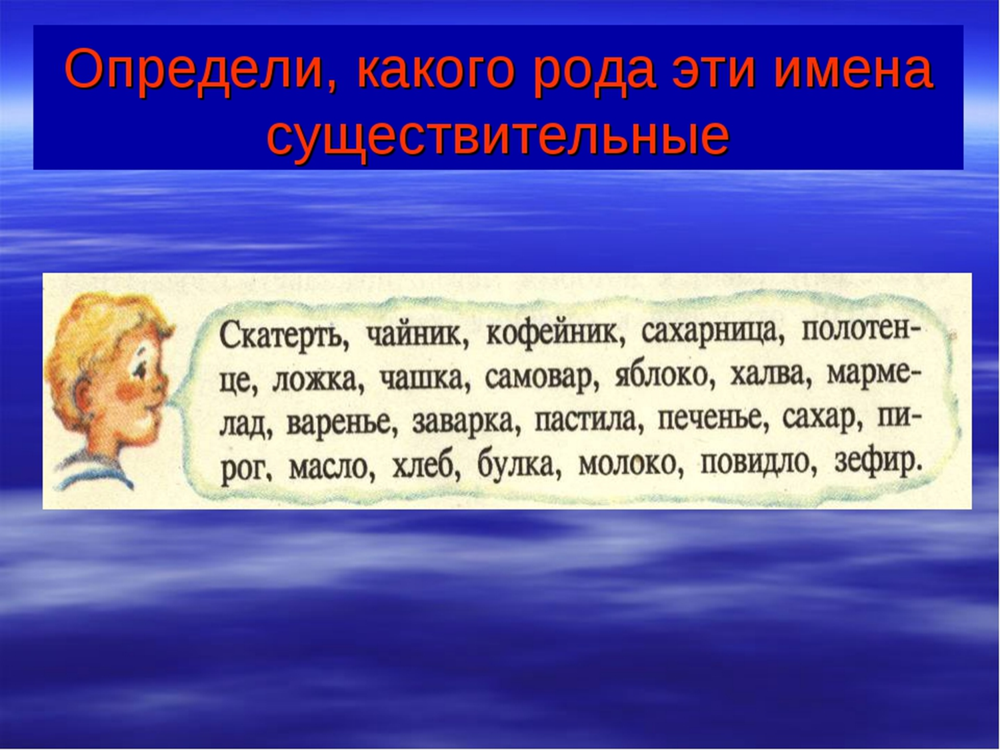 Определи, какого рода эти имена
существительные
Скатерть, чайник, кофейник, сахарница, полотен-
це, ложка, чашка, самовар, яблоко, халва, марме-
лад, варенье, заварка, пастила, печенье, сахар, пи-
рог, масло, хлеб, булка, молоко, повидло, зефир.